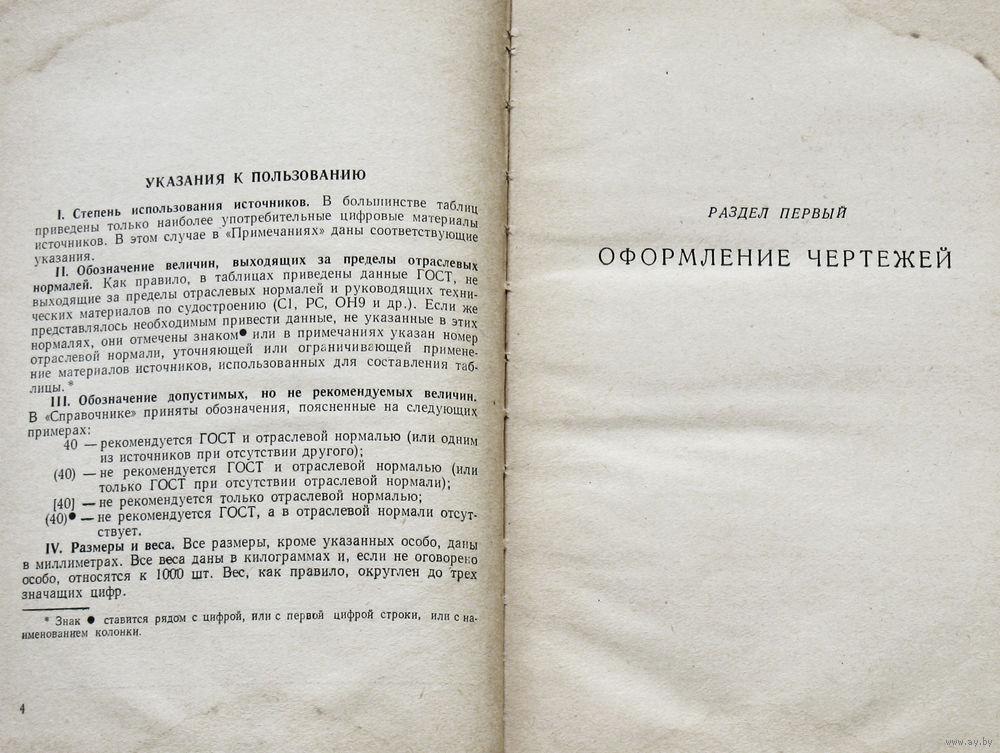 УКАЗАНИЯ К ПОЛЬЗОВАНИЮ
I. Степень использования источников. В большинстве таблиц
приведены только наиболее употребительные цифровые материалы
источников. В этом случае в «Примечаниях» даны соответствующие
указания.
II. Обозначение величин, выходящих за пределы отраслевых
нормалей. Как правило, в таблицах приведены данные ГОСТ, не
выходящие за пределы отраслевых нормалей и руководящих техни-
ческих материалов по судостроению (С1, РС, ОН9 и др.). Если же
представлялось необходимым привести данные, не указанные в этих
нормалях, они отмечены знаком● или в примечаниях указан номер
отраслевой нормали, уточняющей или ограничивающей примене-
ние материалов источников, использованных для составления таб-
лицы.*
III. Обозначение допустимых, но не рекомендуемых величин.
В «Справочнике» приняты обозначения, поясненные на следующих
примерах:
40 — рекомендуется ГОСТ и отраслевой нормалью (или одним
из источников при отсутствии другого);
(40) — не рекомендуется ГОСТ и отраслевой нормалью (или
только ГОСТ при отсутствии отраслевой нормали);
[40] — не рекомендуется только отраслевой нормалью;
(40)● — не рекомендуется ГОСТ, а в отраслевой нормали отсут-
ствует.
IV. Размеры и веса. Все размеры, кроме указанных особо, даны
в миллиметрах. Все веса даны в килограммах и, если не оговорено
особо, относятся к 1000 шт. Вес, как правило, округлен до трех
значащих цифр.
* Знак ● ставится рядом с цифрой, или с первой цифрой строки, или с на-
именованием колонки.
4
РАЗДЕЛ ПЕРВЫЙ
ОФОРМЛЕНИЕ ЧЕРТЕЖЕЙ
www.ay.by